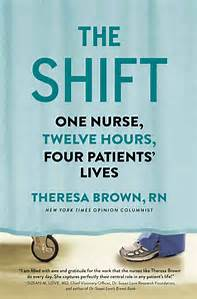 THE
SHIFT
ONE NURSE,
TWELVE HOURS,
FOUR PATIENTS'
LIVES
THERESA BROWN, RN
NEW YORK TIMES OPINION COLUMNIST
"I am filled with awe and gratitude for the work that the nurses like Theresa Brown
do every day. She captures perfectly their central role in any patient's life!"
—SUSAN M. LOVE, MD, Chief Visionary Officer, Dr. Susan Love Research Foundation,
and author of Dr. Susan Love's Breast Book